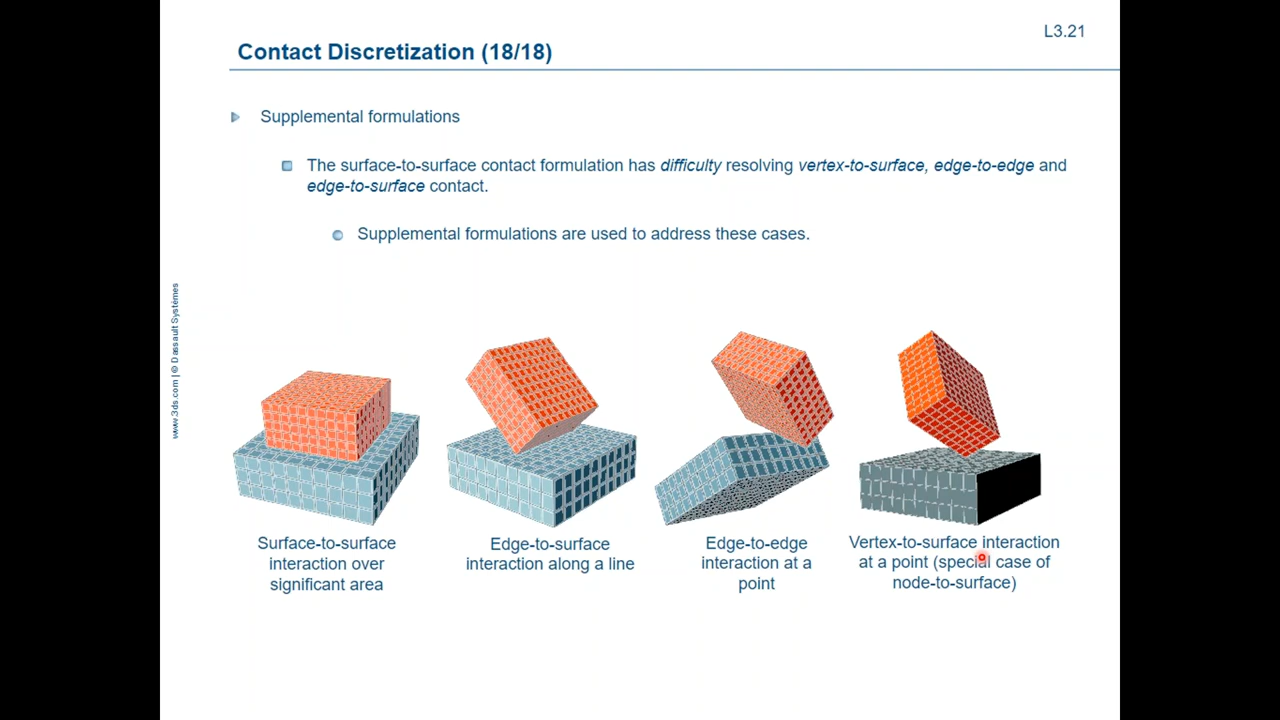 L3.21
Contact Discretization (18/18)
Supplemental formulations
The surface-to-surface contact formulation has difficulty resolving vertex-to-surface, edge-to-edge and
edge-to-surface contact.
Supplemental formulations are used to address these cases.
www.3ds.com | © Dassault Systèmes
Surface-to-surface
interaction over
significant area
Edge-to-surface
interaction along a line
Edge-to-edge
interaction at a
point
Vertex-to-surface interaction
at a point (special case of
node-to-surface)